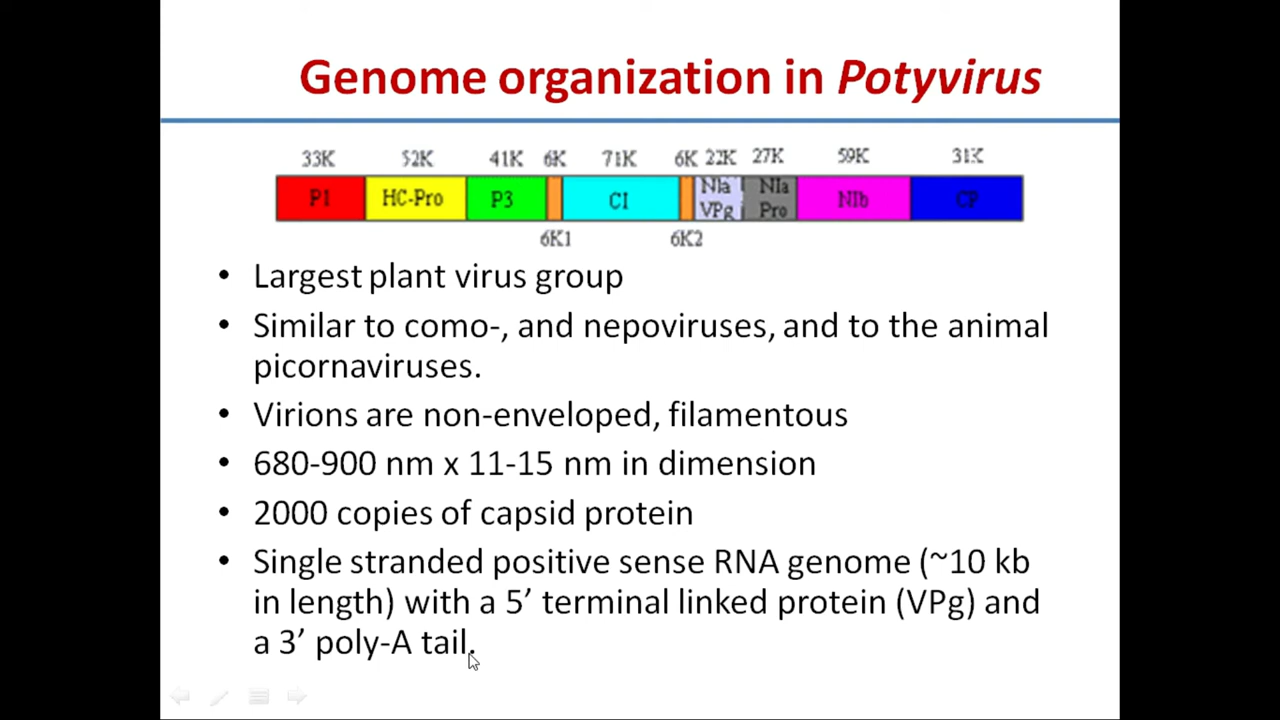 Genome organization in Potyvirus
33K 52K 41K 6K 71K 6K 22K 27K 59K 31K
P1 HC-Pro P3 CI NIa VPg NIa Pro NIb CP
6K1 6K2
• Largest plant virus group
• Similar to como-, and nepoviruses, and to the animal
picornaviruses.
• Virions are non-enveloped, filamentous
• 680-900 nm x 11-15 nm in dimension
• 2000 copies of capsid protein
• Single stranded positive sense RNA genome (~10 kb
in length) with a 5’ terminal linked protein (VPg) and
a 3’ poly-A tail.